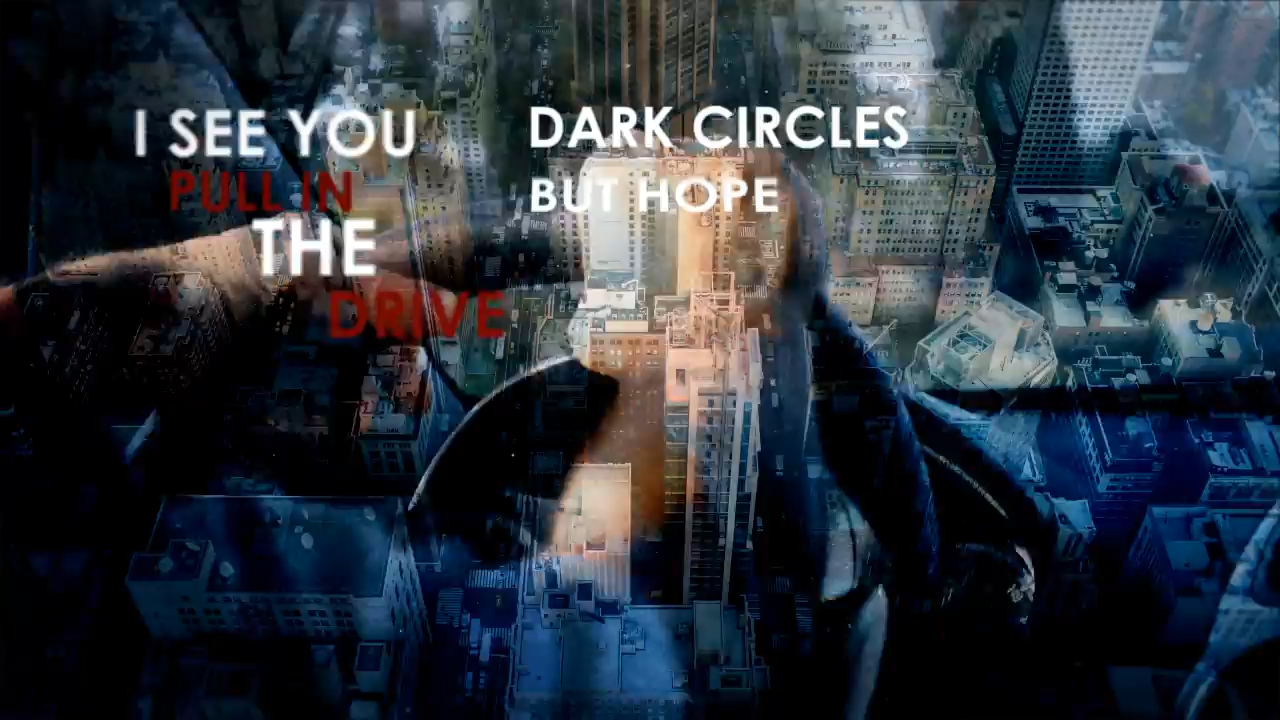 I SEE YOU
PULL IN
THE
DRIVE
DARK CIRCLES
BUT HOPE